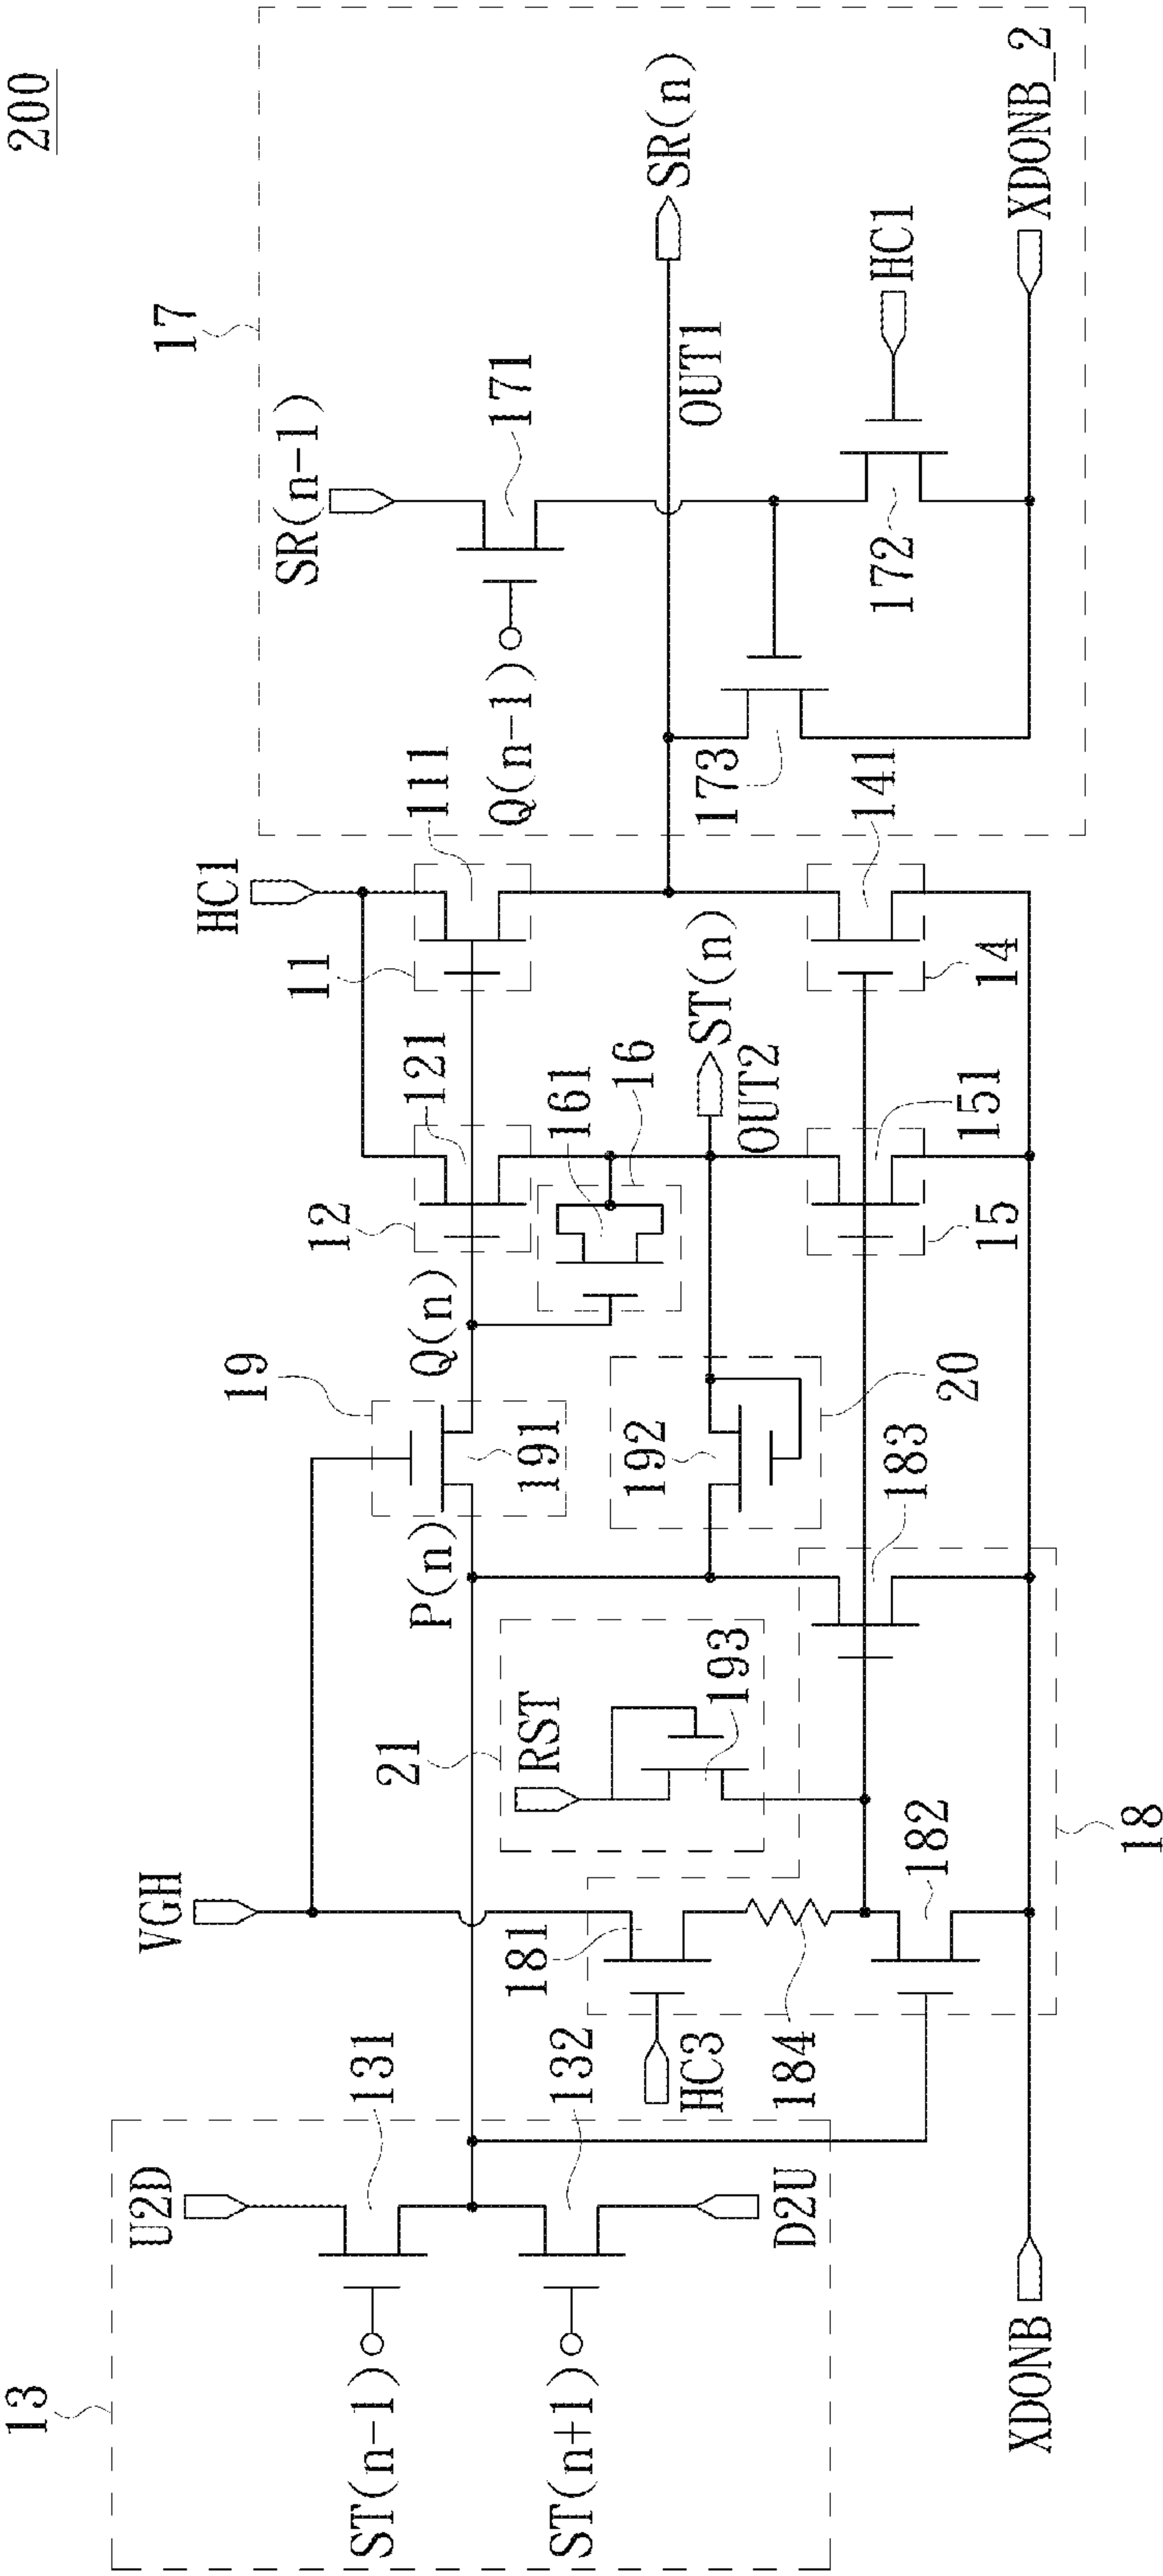 200
13
U2D
131
ST(n-1)
132
ST(n+1)
D2U
XDONB
VGH
HC3
181
184
182
18
21
RST
193
183
P(n)
19
191
Q(n)
192
20
12
121
161
16
ST(n)
OUT2
15
151
HC1
11
111
14
141
17
SR(n-1)
171
Q(n-1)
173
OUT1
SR(n)
172
HC1
XDONB_2